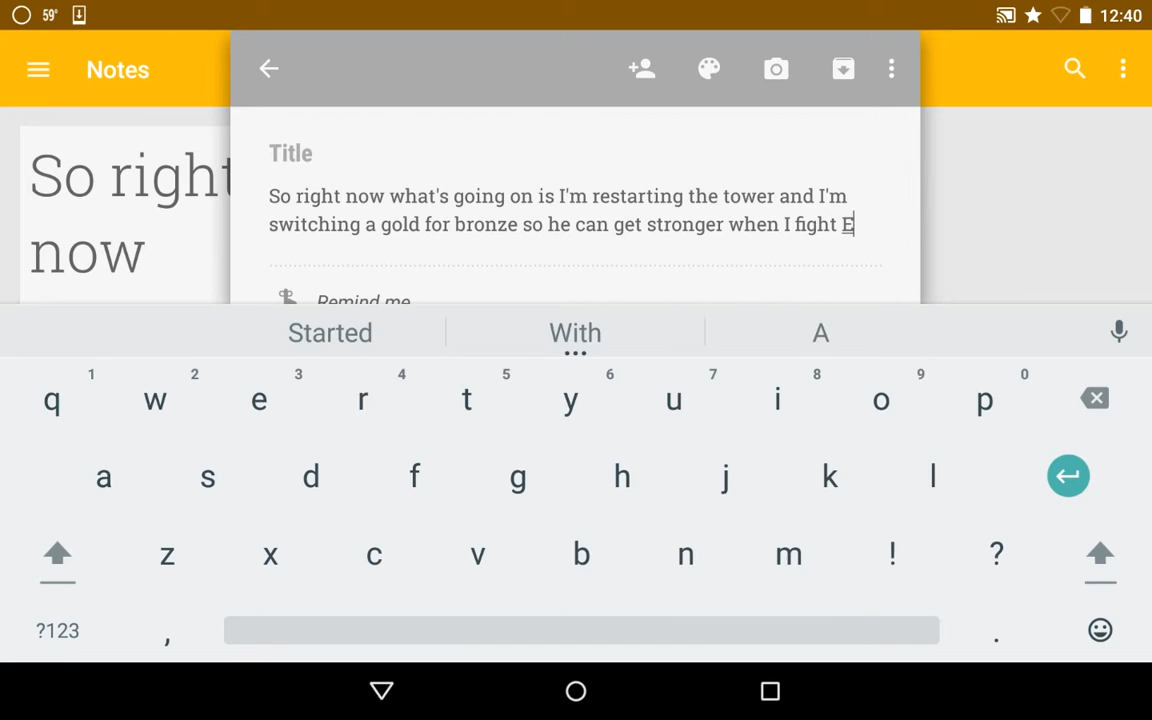 59°
12:40
Notes
So right
now
Title
So right now what's going on is I'm restarting the tower and I'm
switching a gold for bronze so he can get stronger when I fight E
Remind me
Started With A
1 2 3 4 5 6 7 8 9 0
q w e r t y u i o p
a s d f g h j k l
z x c v b n m ! ?
?123 , .